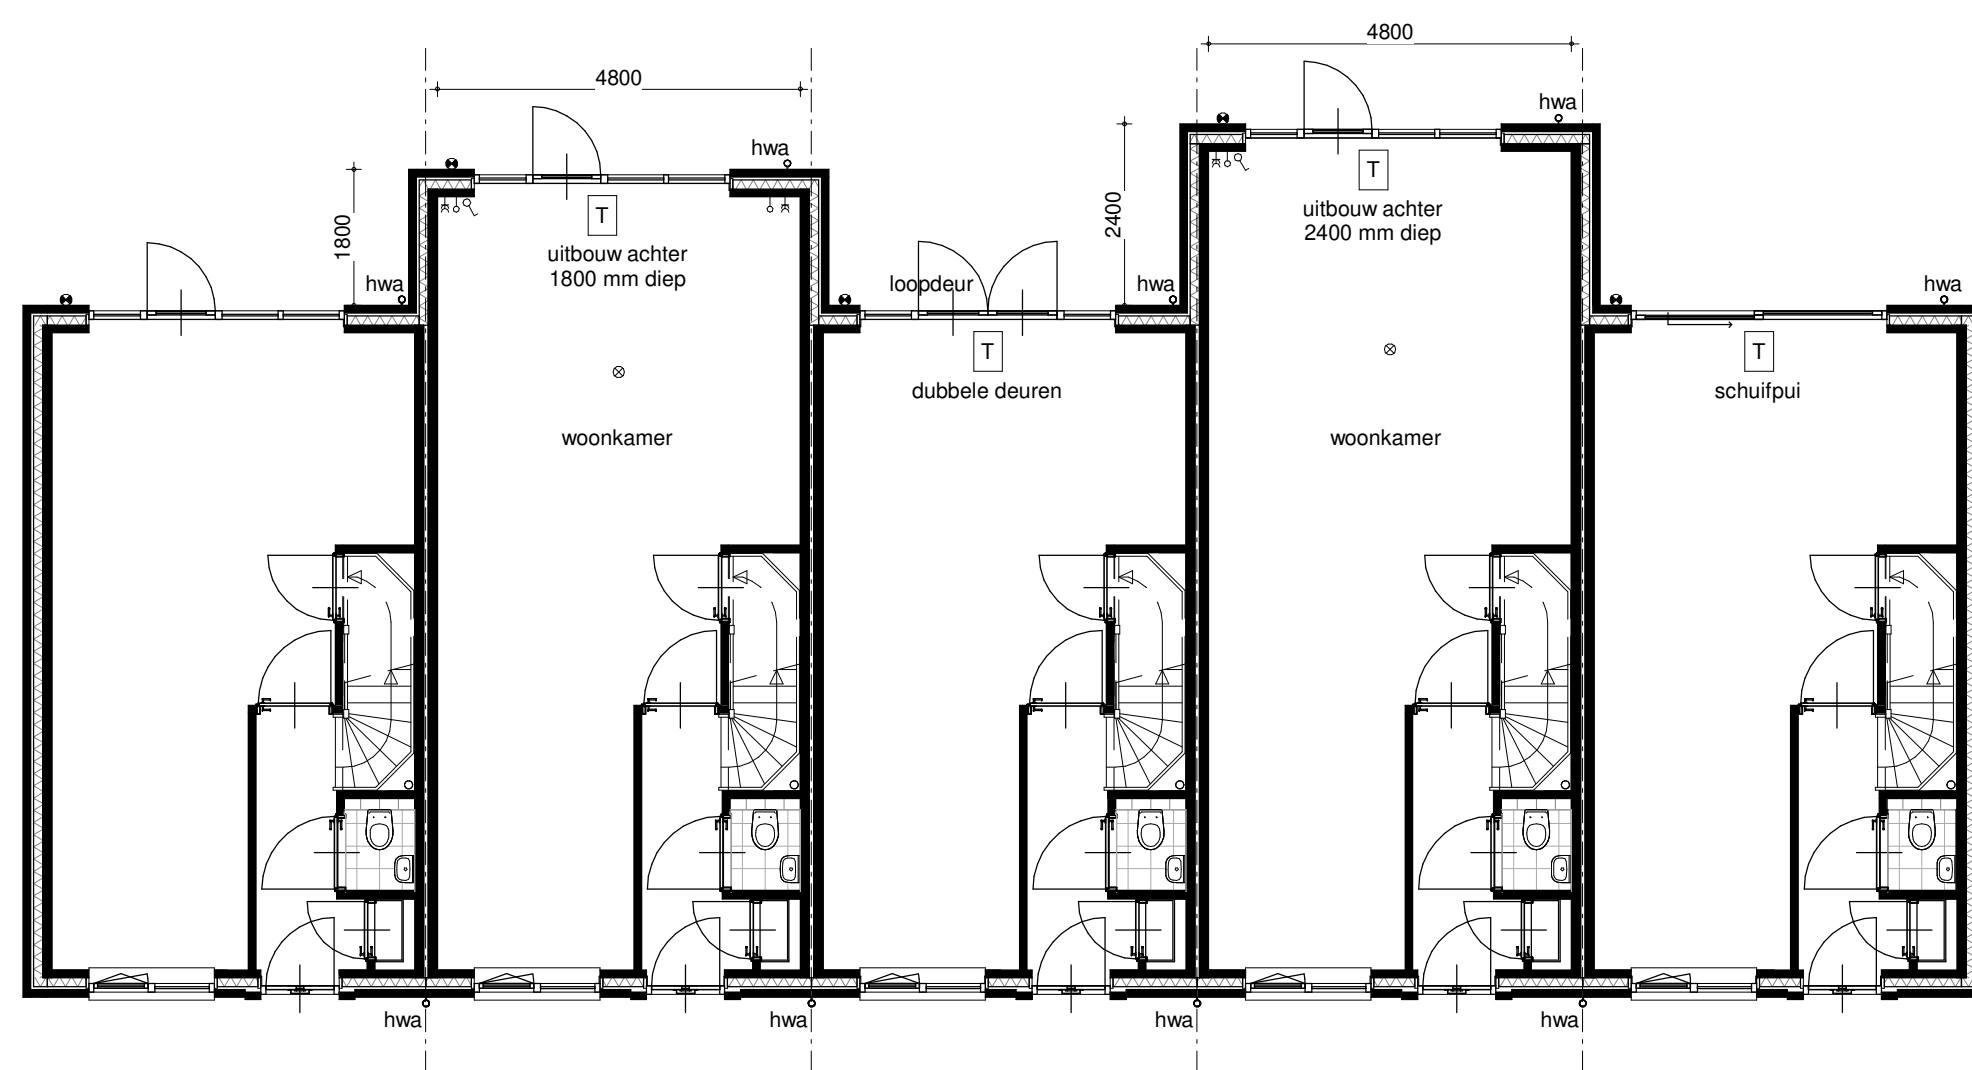 4800
4800
hwa
hwa
T
T
uitbouw achter
2400 mm diep
uitbouw achter
1800 mm diep
1800
2400
hwa
loopdeur
hwa
hwa
T
dubbele deuren
T
schuifpui
woonkamer
woonkamer
hwa
hwa
hwa
hwa